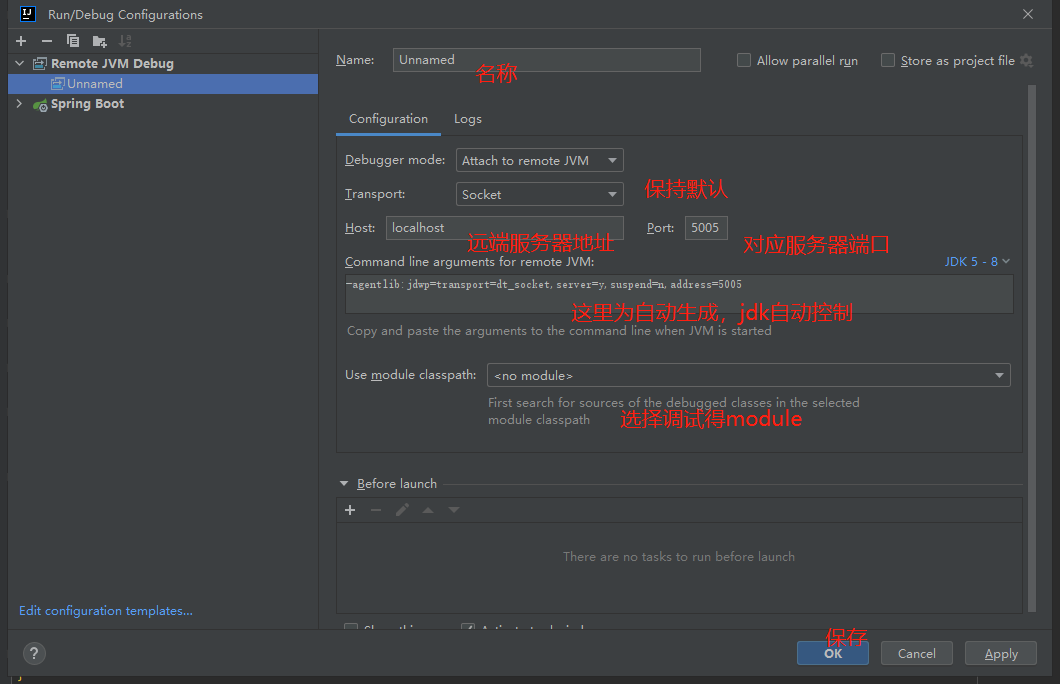 Run/Debug Configurations
Remote JVM Debug
Unnamed
Spring Boot
Name: Unnamed Allow parallel run Store as project file
名称
Configuration Logs
Debugger mode: Attach to remote JVM
Transport: Socket
保持默认
Host: localhost Port: 5005
远端服务器地址 对应服务器端口
Command line arguments for remote JVM: JDK 5 - 8
-agentlib:jdwp=transport=dt_socket,server=y,suspend=n,address=5005
这里为自动生成，jdk自动控制
Copy and paste the arguments to the command line when JVM is started
Use module classpath: <no module>
First search for sources of the debugged classes in the selected
module classpath
选择调试得module
Before launch
There are no tasks to run before launch
Edit configuration templates...
保存
? OK Cancel Apply